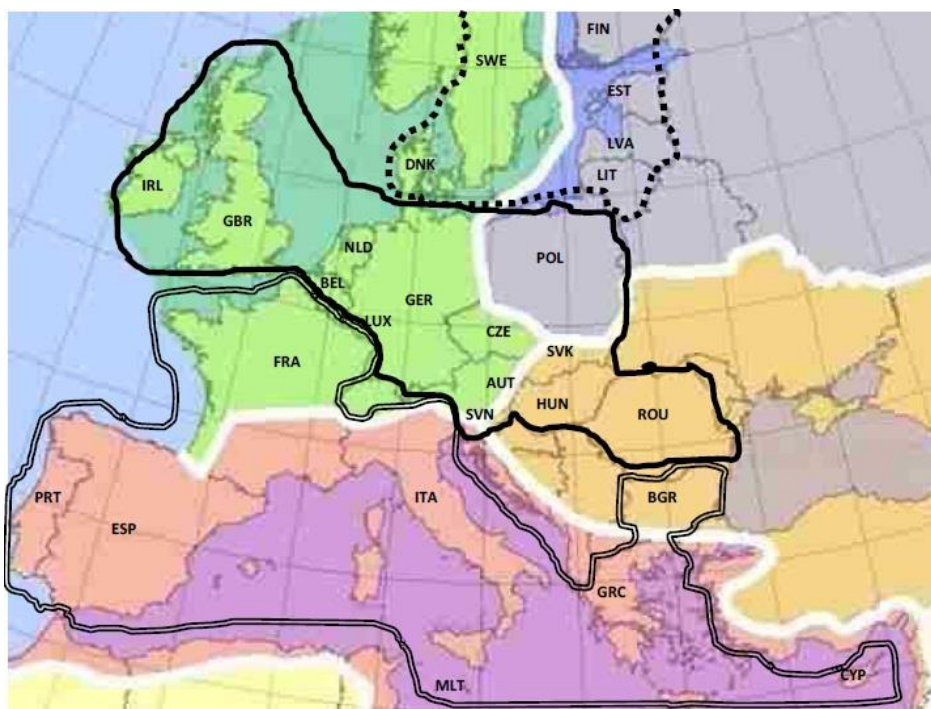 FIN
SWE
EST
LVA
DNK
LIT
IRL
GBR
NLD
POL
BEL
GER
LUX
CZE
SVK
FRA
AUT
HUN
ROU
SVN
PRT
ITA
BGR
ESP
GRC
CYP
MLT